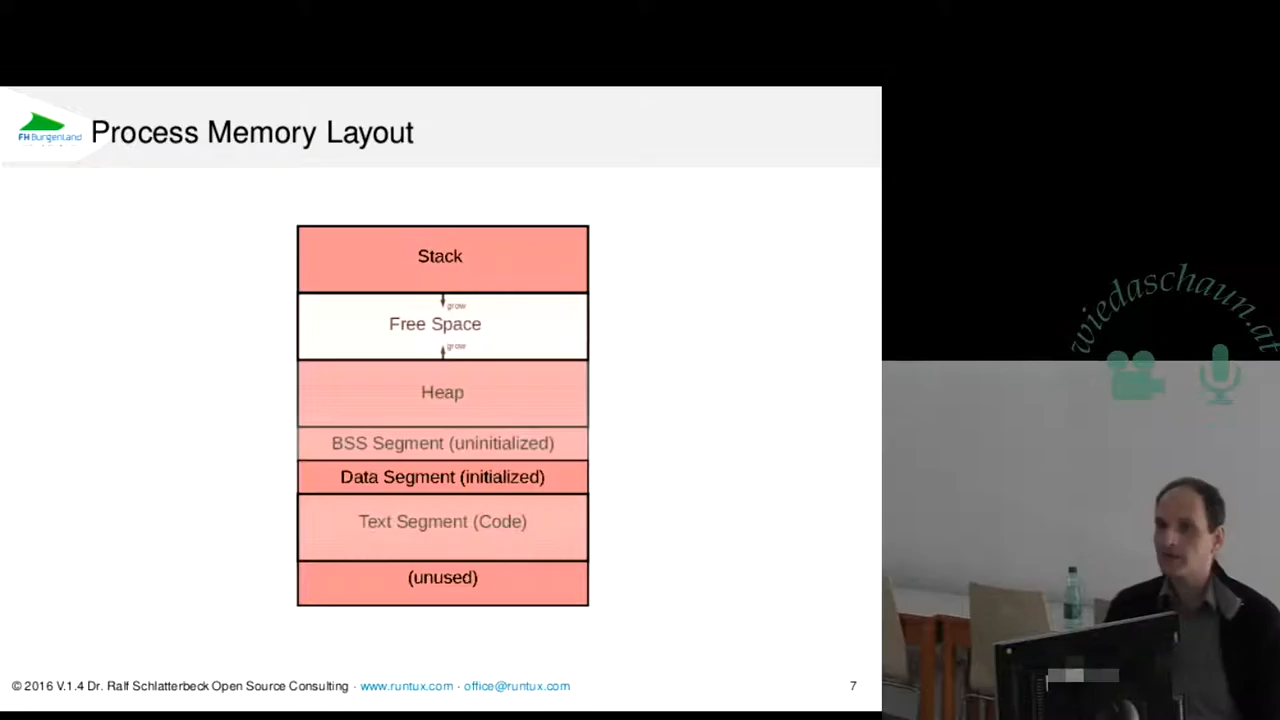 FH Burgenland
Process Memory Layout
Stack
grow
Free Space
grow
Heap
BSS Segment (uninitialized)
Data Segment (initialized)
Text Segment (Code)
(unused)
© 2016 V.1.4 Dr. Ralf Schlatterbeck Open Source Consulting · www.runtux.com · office@runtux.com
7
wiedaschaun.at